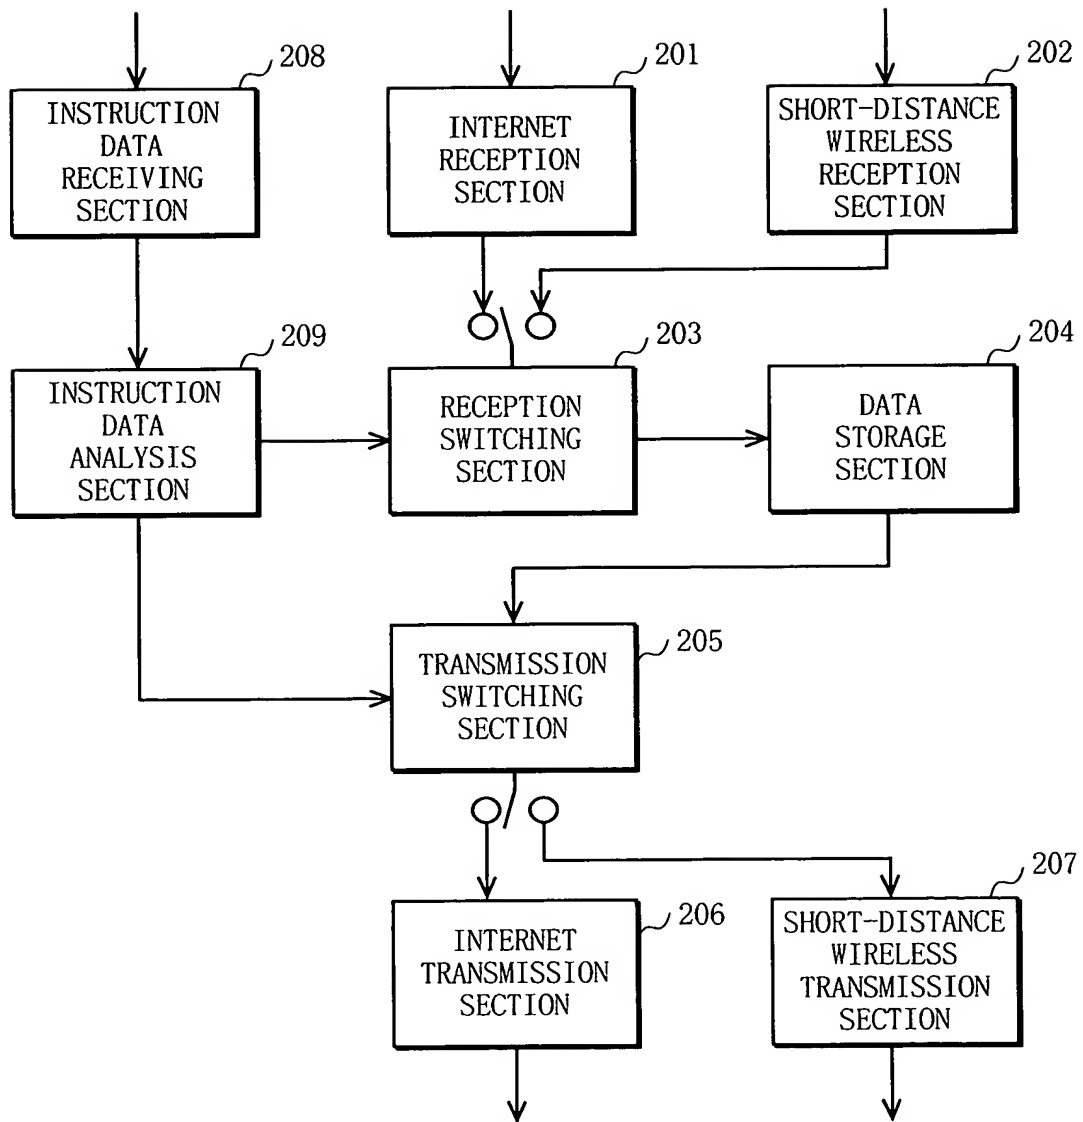 208
INSTRUCTION
DATA
RECEIVING
SECTION
201
INTERNET
RECEPTION
SECTION
202
SHORT-DISTANCE
WIRELESS
RECEPTION
SECTION
209
INSTRUCTION
DATA
ANALYSIS
SECTION
203
RECEPTION
SWITCHING
SECTION
204
DATA
STORAGE
SECTION
205
TRANSMISSION
SWITCHING
SECTION
206
INTERNET
TRANSMISSION
SECTION
207
SHORT-DISTANCE
WIRELESS
TRANSMISSION
SECTION